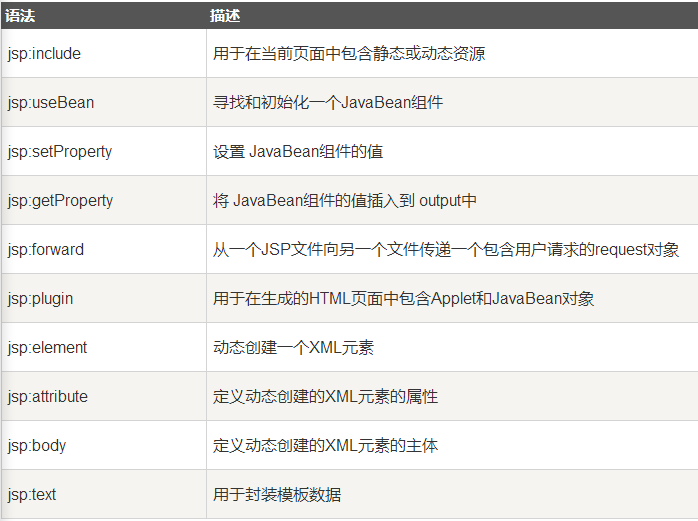 语法 描述
jsp:include 用于在当前页面中包含静态或动态资源
jsp:useBean 寻找和初始化一个JavaBean组件
jsp:setProperty 设置 JavaBean组件的值
jsp:getProperty 将 JavaBean组件的值插入到 output中
jsp:forward 从一个JSP文件向另一个文件传递一个包含用户请求的request对象
jsp:plugin 用于在生成的HTML页面中包含Applet和JavaBean对象
jsp:element 动态创建一个XML元素
jsp:attribute 定义动态创建的XML元素的属性
jsp:body 定义动态创建的XML元素的主体
jsp:text 用于封装模板数据